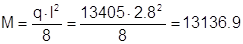 M = q·l²/8 = 13405·2.8²/8 = 13136.9